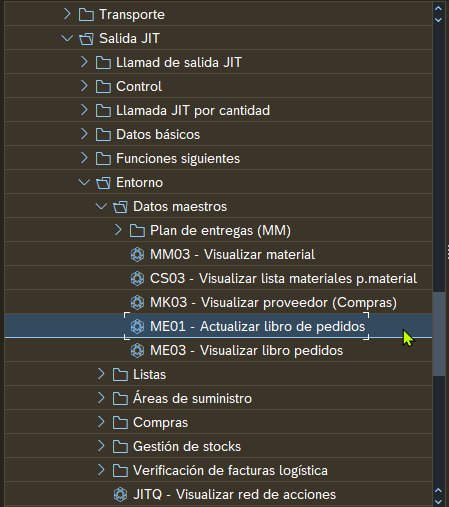 Transporte
Salida JIT
Llamad de salida JIT
Control
Llamada JIT por cantidad
Datos básicos
Funciones siguientes
Entorno
Datos maestros
Plan de entregas (MM)
MM03 - Visualizar material
CS03 - Visualizar lista materiales p.material
MK03 - Visualizar proveedor (Compras)
ME01 - Actualizar libro de pedidos
ME03 - Visualizar libro pedidos
Listas
Áreas de suministro
Compras
Gestión de stocks
Verificación de facturas logística
JITQ - Visualizar red de acciones